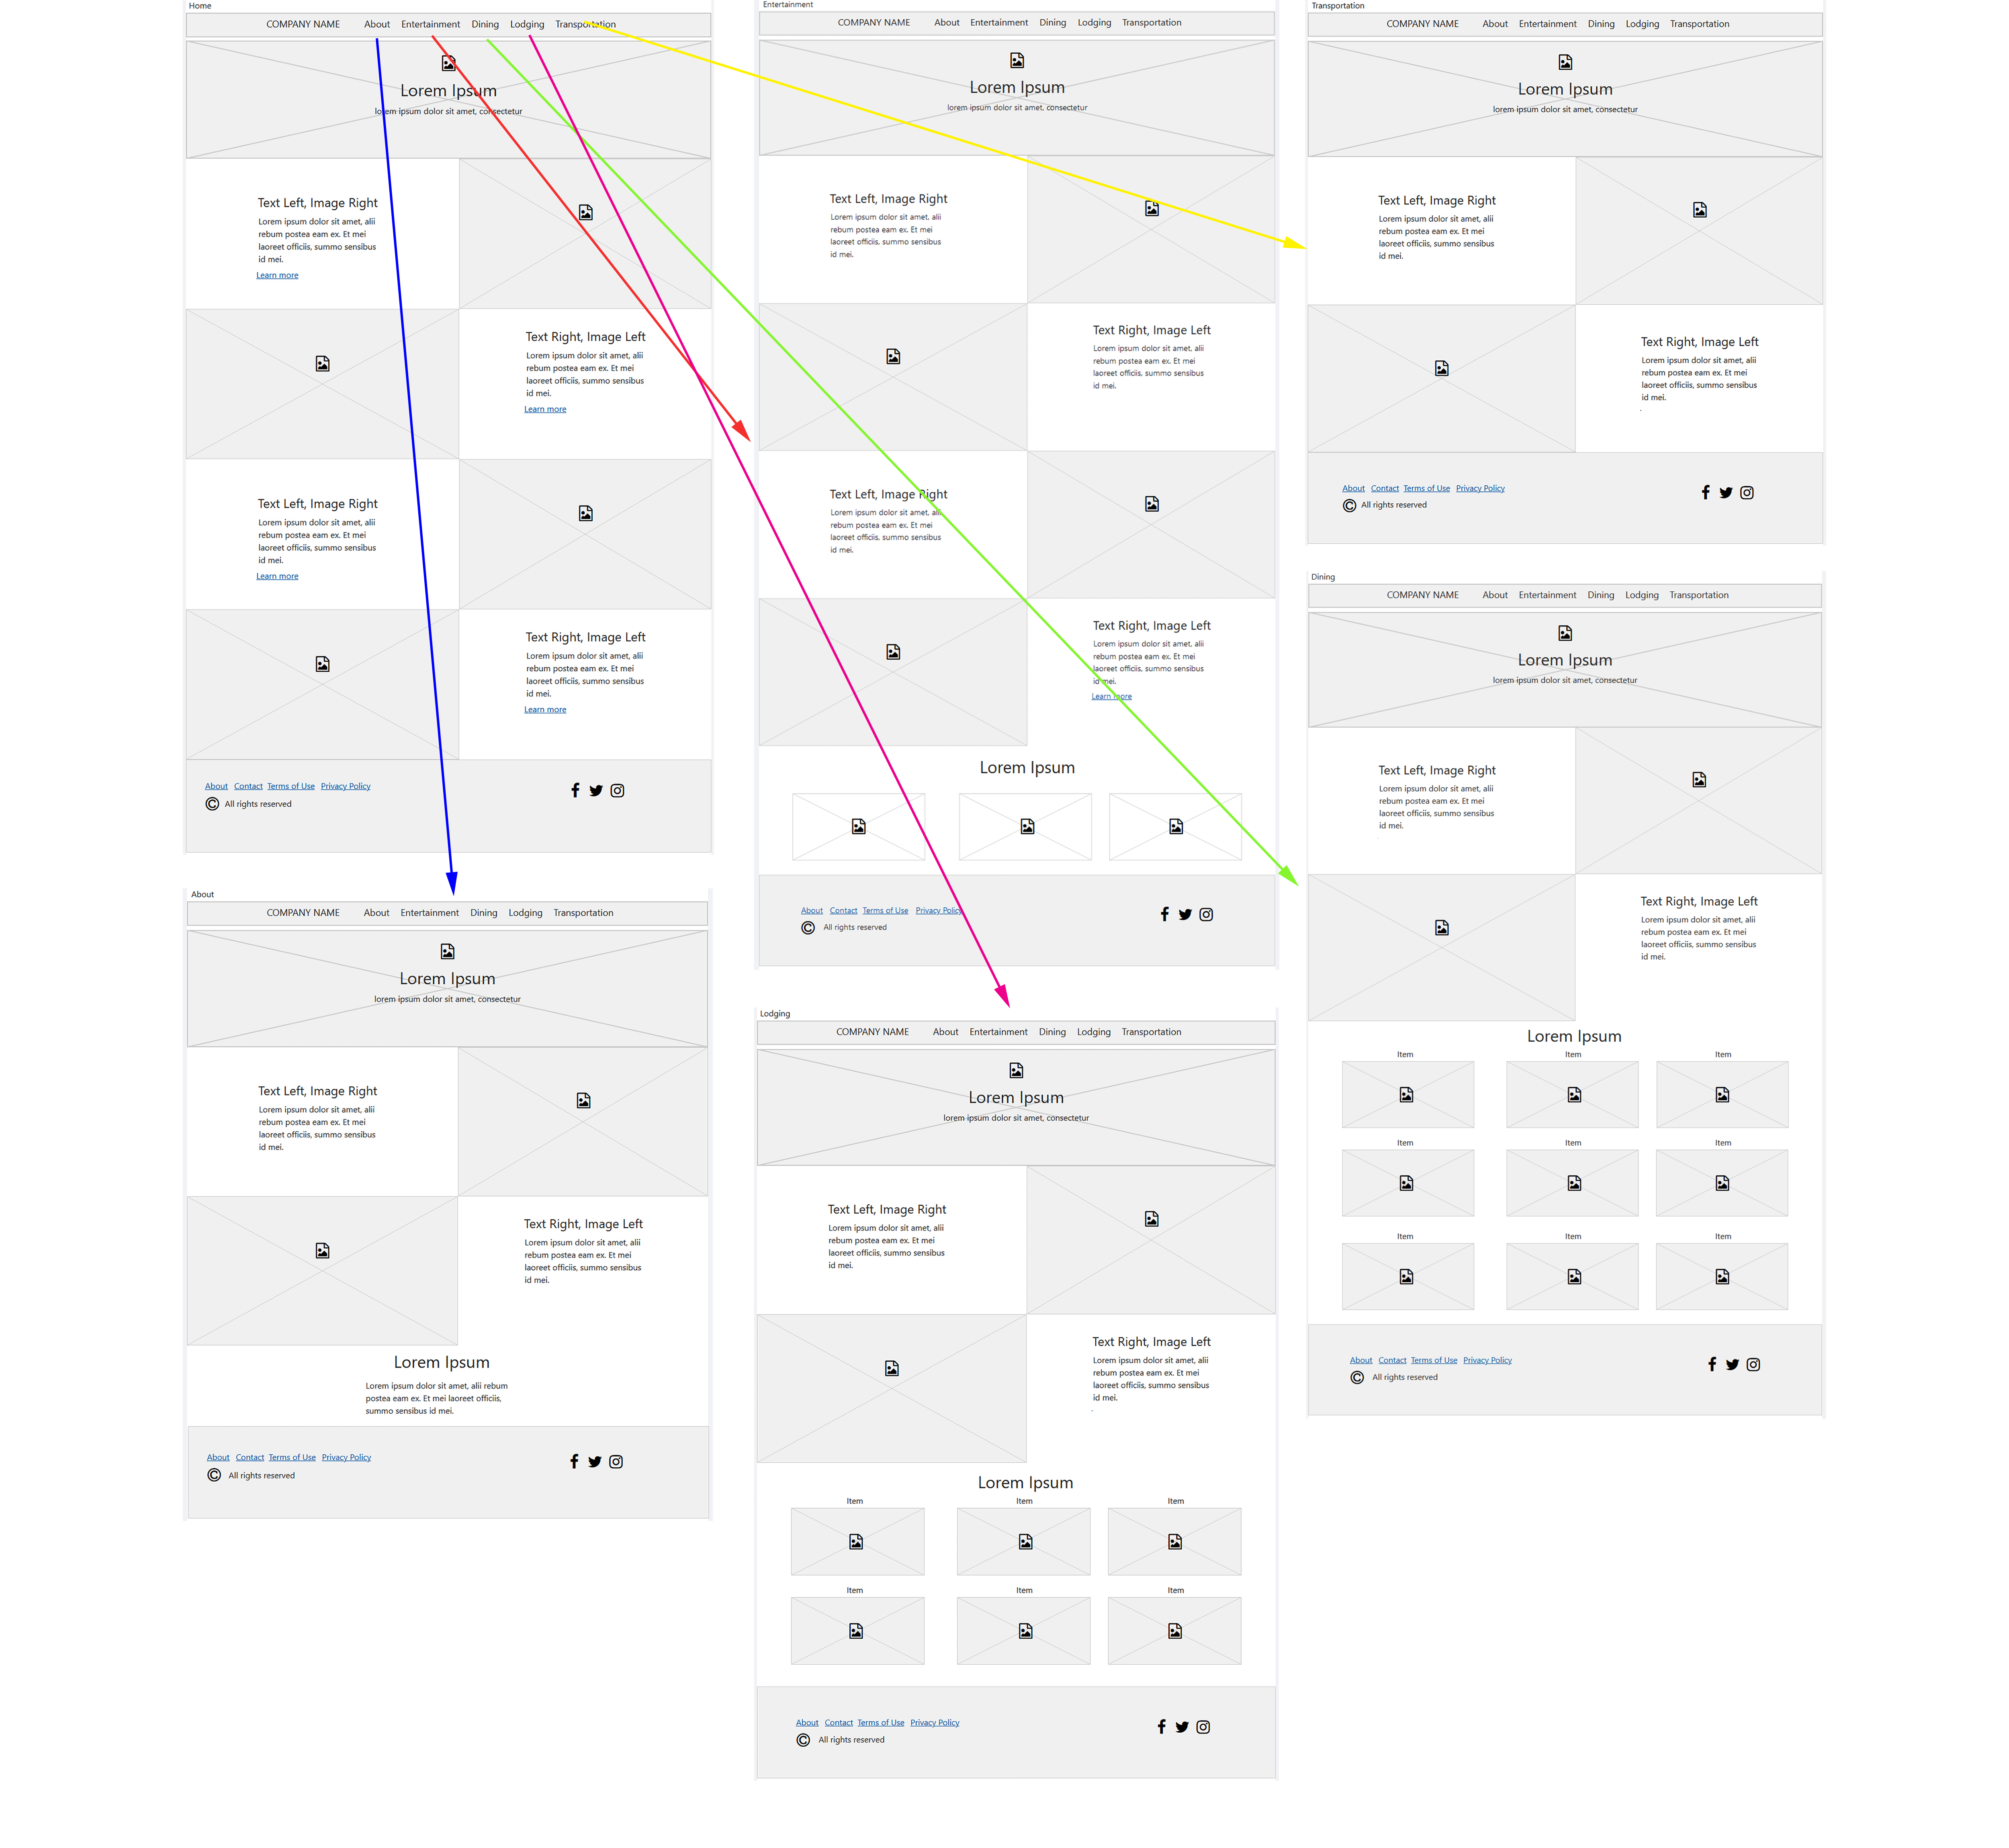 Home
COMPANY NAME About Entertainment Dining Lodging Transportation
Lorem Ipsum
lorem ipsum dolor sit amet, consectetur
Text Left, Image Right
Lorem ipsum dolor sit amet, alii
rebum postea eam ex. Et mei
laoreet officiis, summo sensibus
id mei.
Learn more
Text Right, Image Left
Lorem ipsum dolor sit amet, alii
rebum postea eam ex. Et mei
laoreet officiis, summo sensibus
id mei.
Learn more
Text Left, Image Right
Lorem ipsum dolor sit amet, alii
rebum postea eam ex. Et mei
laoreet officiis, summo sensibus
id mei.
Learn more
Text Right, Image Left
Lorem ipsum dolor sit amet, alii
rebum postea eam ex. Et mei
laoreet officiis, summo sensibus
id mei.
Learn more
About Contact Terms of Use Privacy Policy
© All rights reserved
About
COMPANY NAME About Entertainment Dining Lodging Transportation
Lorem Ipsum
lorem ipsum dolor sit amet, consectetur
Text Left, Image Right
Lorem ipsum dolor sit amet, alii
rebum postea eam ex. Et mei
laoreet officiis, summo sensibus
id mei.
Text Right, Image Left
Lorem ipsum dolor sit amet, alii
rebum postea eam ex. Et mei
laoreet officiis, summo sensibus
id mei.
Lorem Ipsum
Lorem ipsum dolor sit amet, alii rebum
postea eam ex. Et mei laoreet officiis,
summo sensibus id mei.
About Contact Terms of Use Privacy Policy
© All rights reserved
Entertainment
COMPANY NAME About Entertainment Dining Lodging Transportation
Lorem Ipsum
lorem ipsum dolor sit amet, consectetur
Text Left, Image Right
Lorem ipsum dolor sit amet, alii
rebum postea eam ex. Et mei
laoreet officiis, summo sensibus
id mei.
Text Right, Image Left
Lorem ipsum dolor sit amet, alii
rebum postea eam ex. Et mei
laoreet officiis, summo sensibus
id mei.
Text Left, Image Right
Lorem ipsum dolor sit amet, alii
rebum postea eam ex. Et mei
laoreet officiis, summo sensibus
id mei.
Text Right, Image Left
Lorem ipsum dolor sit amet, alii
rebum postea eam ex. Et mei
laoreet officiis, summo sensibus
id mei.
Learn more
Lorem Ipsum
About Contact Terms of Use Privacy Policy
© All rights reserved
Lodging
COMPANY NAME About Entertainment Dining Lodging Transportation
Lorem Ipsum
lorem ipsum dolor sit amet, consectetur
Text Left, Image Right
Lorem ipsum dolor sit amet, alii
rebum postea eam ex. Et mei
laoreet officiis, summo sensibus
id mei.
Text Right, Image Left
Lorem ipsum dolor sit amet, alii
rebum postea eam ex. Et mei
laoreet officiis, summo sensibus
id mei.
.
Lorem Ipsum
Item Item Item
Item Item Item
About Contact Terms of Use Privacy Policy
© All rights reserved
Transportation
COMPANY NAME About Entertainment Dining Lodging Transportation
Lorem Ipsum
lorem ipsum dolor sit amet, consectetur
Text Left, Image Right
Lorem ipsum dolor sit amet, alii
rebum postea eam ex. Et mei
laoreet officiis, summo sensibus
id mei.
Text Right, Image Left
Lorem ipsum dolor sit amet, alii
rebum postea eam ex. Et mei
laoreet officiis, summo sensibus
id mei.
.
About Contact Terms of Use Privacy Policy
© All rights reserved
Dining
COMPANY NAME About Entertainment Dining Lodging Transportation
Lorem Ipsum
lorem ipsum dolor sit amet, consectetur
Text Left, Image Right
Lorem ipsum dolor sit amet, alii
rebum postea eam ex. Et mei
laoreet officiis, summo sensibus
id mei.
Text Right, Image Left
Lorem ipsum dolor sit amet, alii
rebum postea eam ex. Et mei
laoreet officiis, summo sensibus
id mei.
Lorem Ipsum
Item Item Item
Item Item Item
Item Item Item
About Contact Terms of Use Privacy Policy
© All rights reserved